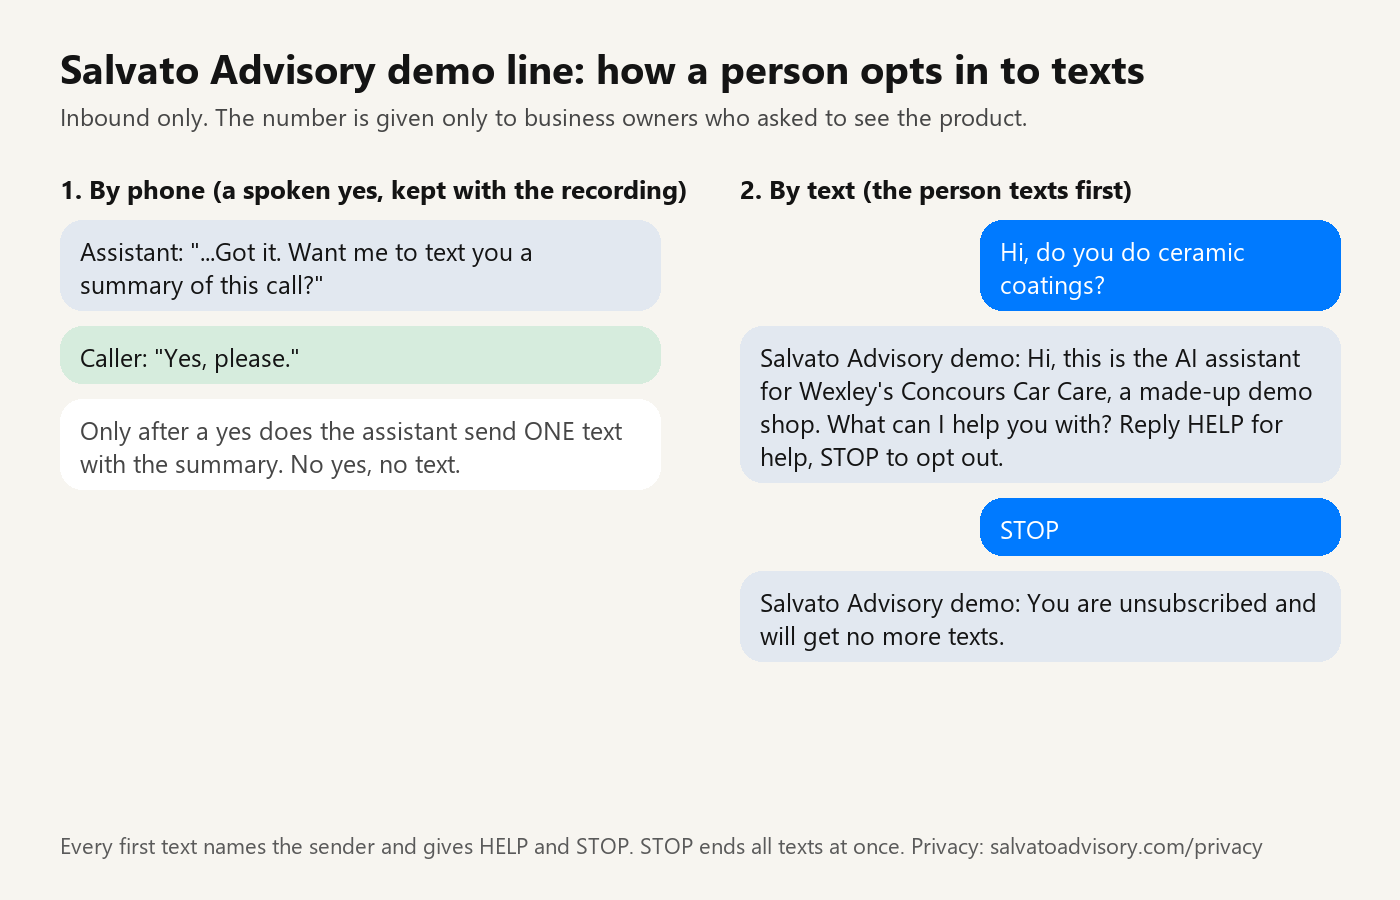 Salvato Advisory demo line: how a person opts in to texts
Inbound only. The number is given only to business owners who asked to see the product.
1. By phone (a spoken yes, kept with the recording)
Assistant: "...Got it. Want me to text you a
summary of this call?"
Caller: "Yes, please."
Only after a yes does the assistant send ONE text
with the summary. No yes, no text.
2. By text (the person texts first)
Hi, do you do ceramic
coatings?
Salvato Advisory demo: Hi, this is the AI assistant
for Wexley's Concours Car Care, a made-up demo
shop. What can I help you with? Reply HELP for
help, STOP to opt out.
STOP
Salvato Advisory demo: You are unsubscribed and
will get no more texts.
Every first text names the sender and gives HELP and STOP. STOP ends all texts at once. Privacy: salvatoadvisory.com/privacy